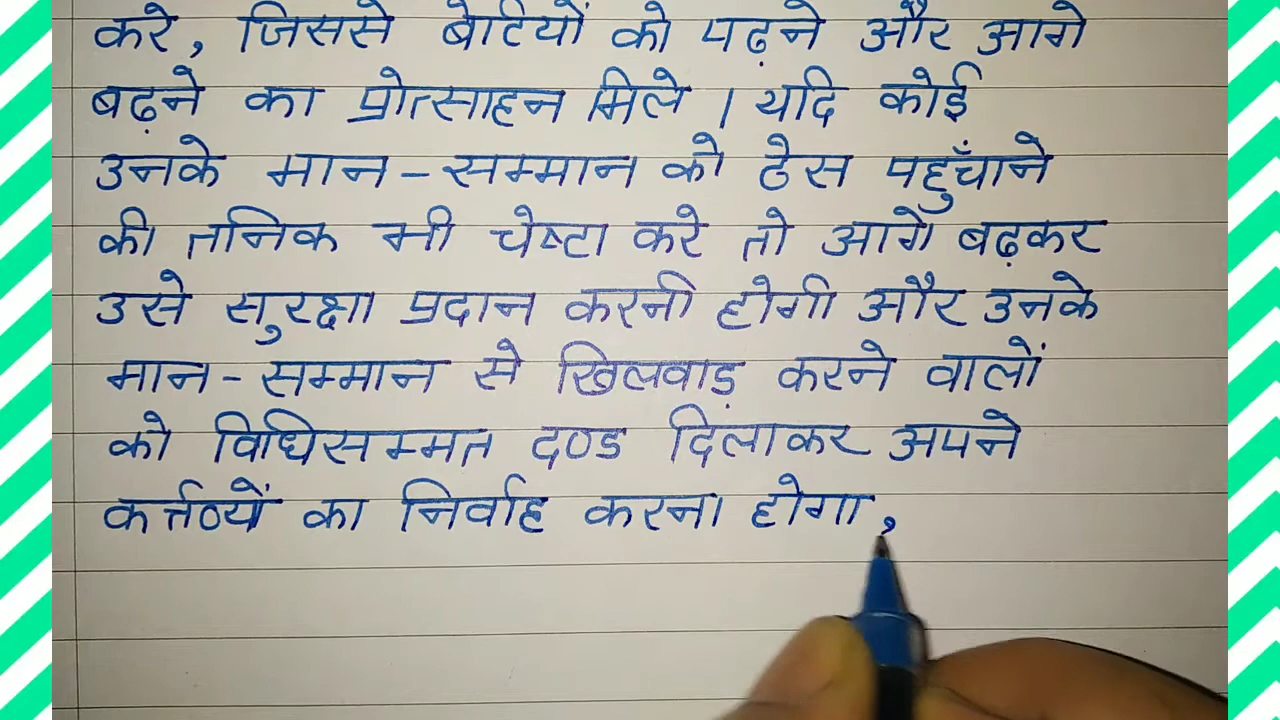 करे, जिससे बेटियों को पढ़ने और आगे
बढ़ने का प्रोत्साहन मिले । यदि कोई
उनके मान-सम्मान को ठेस पहुँचाने
की तनिक भी चेष्टा करे तो आगे बढ़कर
उसे सुरक्षा प्रदान करनी होगी और उनके
मान-सम्मान से खिलवाड़ करने वालों
को विधिसम्मत दण्ड दिलाकर अपने
कर्त्तव्यों का निर्वाह करना होगा,